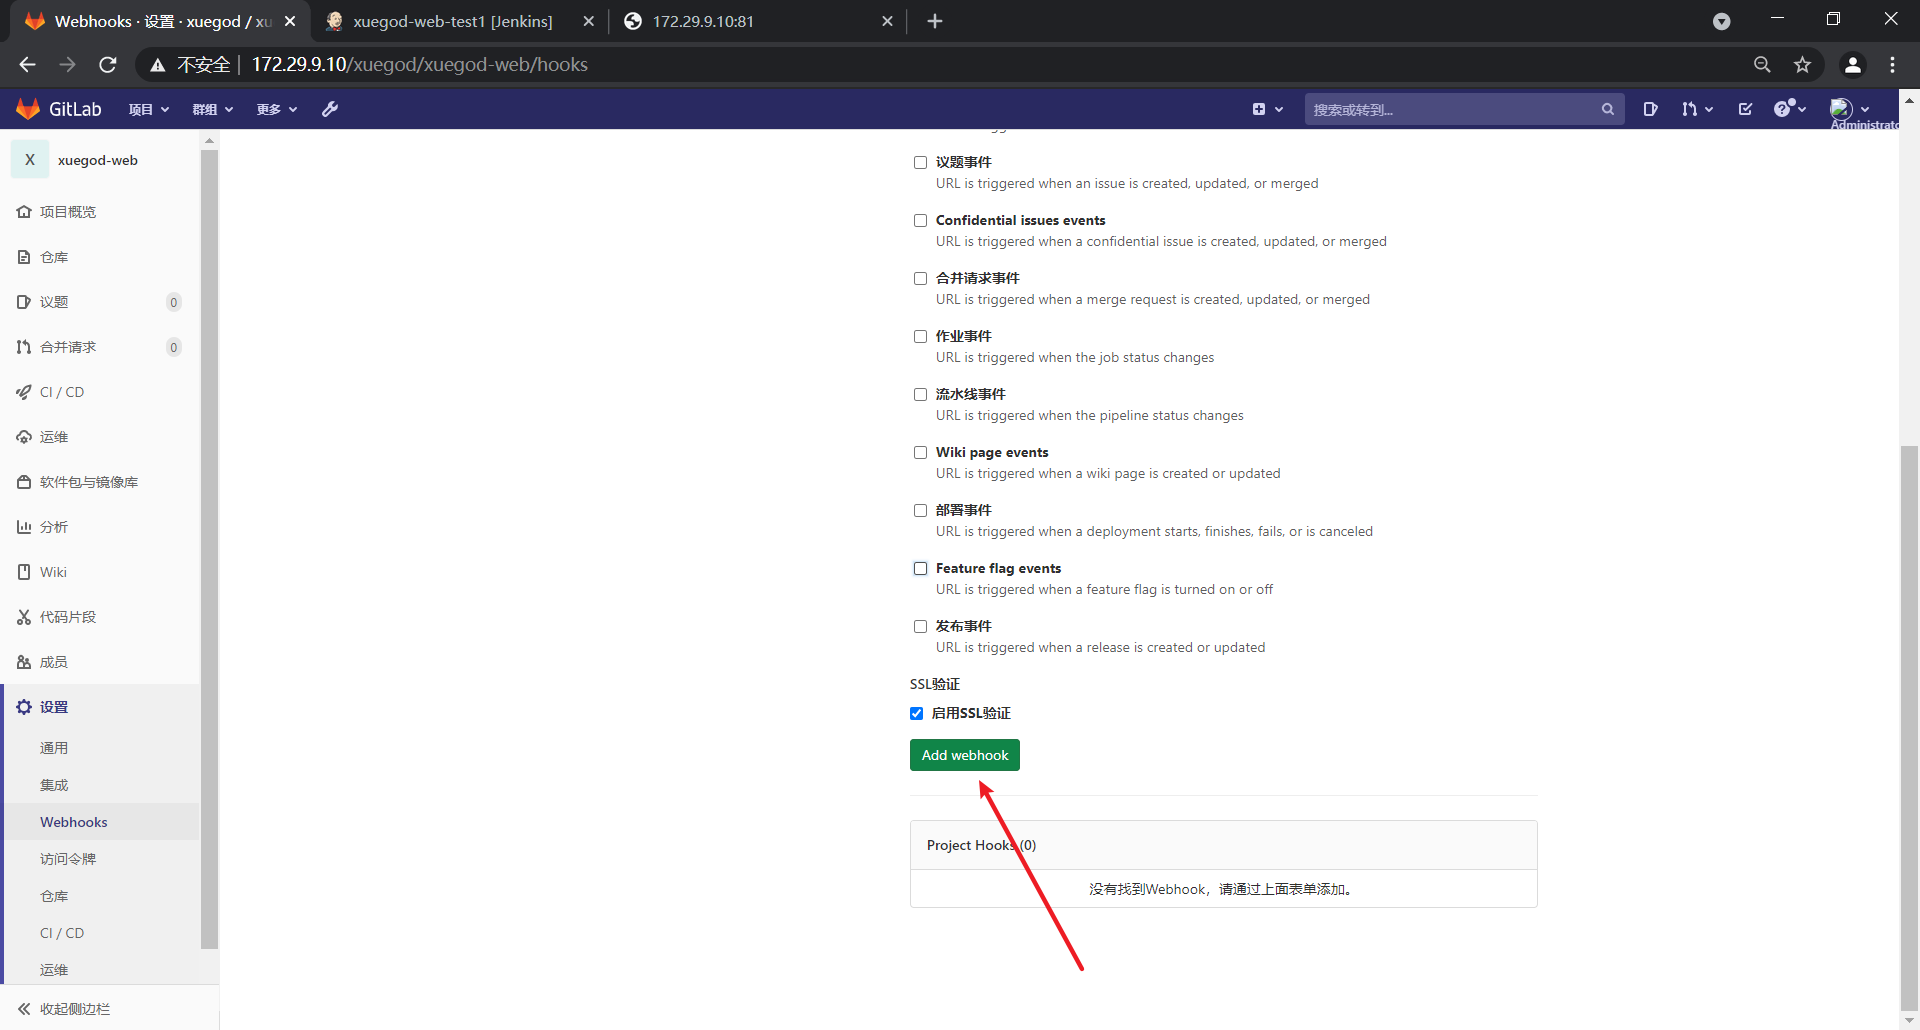 Webhooks · 设置 · xuegod / xu
xuegod-web-test1 [Jenkins]
172.29.9.10:81
不安全 | 172.29.9.10/xuegod/xuegod-web/hooks
GitLab
项目
群组
更多
搜索或转到...
Administrato
X
xuegod-web
项目概览
仓库
议题
0
合并请求
0
CI / CD
运维
软件包与镜像库
分析
Wiki
代码片段
成员
设置
通用
集成
Webhooks
访问令牌
仓库
CI / CD
运维
收起侧边栏
议题事件
URL is triggered when an issue is created, updated, or merged
Confidential issues events
URL is triggered when a confidential issue is created, updated, or merged
合并请求事件
URL is triggered when a merge request is created, updated, or merged
作业事件
URL is triggered when the job status changes
流水线事件
URL is triggered when the pipeline status changes
Wiki page events
URL is triggered when a wiki page is created or updated
部署事件
URL is triggered when a deployment starts, finishes, fails, or is canceled
Feature flag events
URL is triggered when a feature flag is turned on or off
发布事件
URL is triggered when a release is created or updated
SSL验证
启用SSL验证
Add webhook
Project Hooks (0)
没有找到Webhook，请通过上面表单添加。